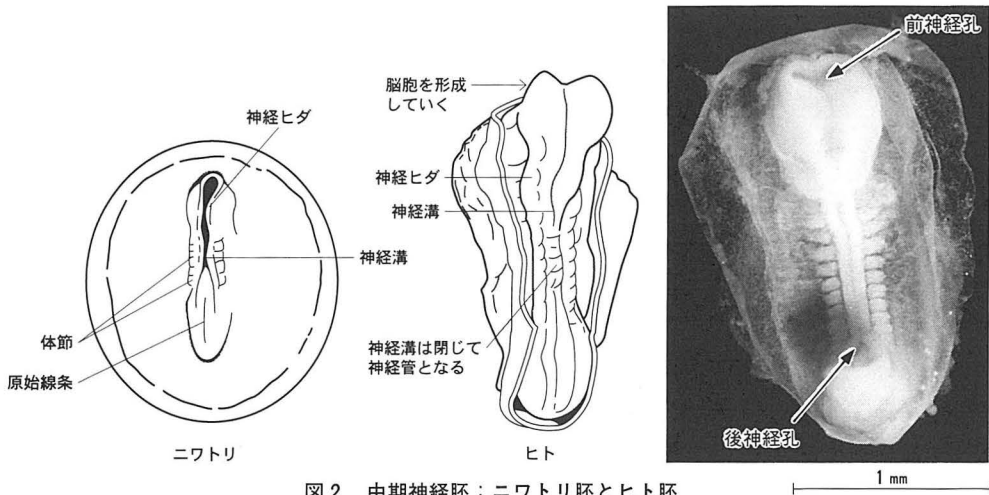 神経ヒダ
神経溝
体節
原始線条
ニワトリ
脳胞を形成
していく
神経ヒダ
神経溝
神経溝は閉じて
神経管となる
ヒト
前神経孔
後神経孔
1 mm
図2 中期神経胚：ニワトリ胚とヒト胚